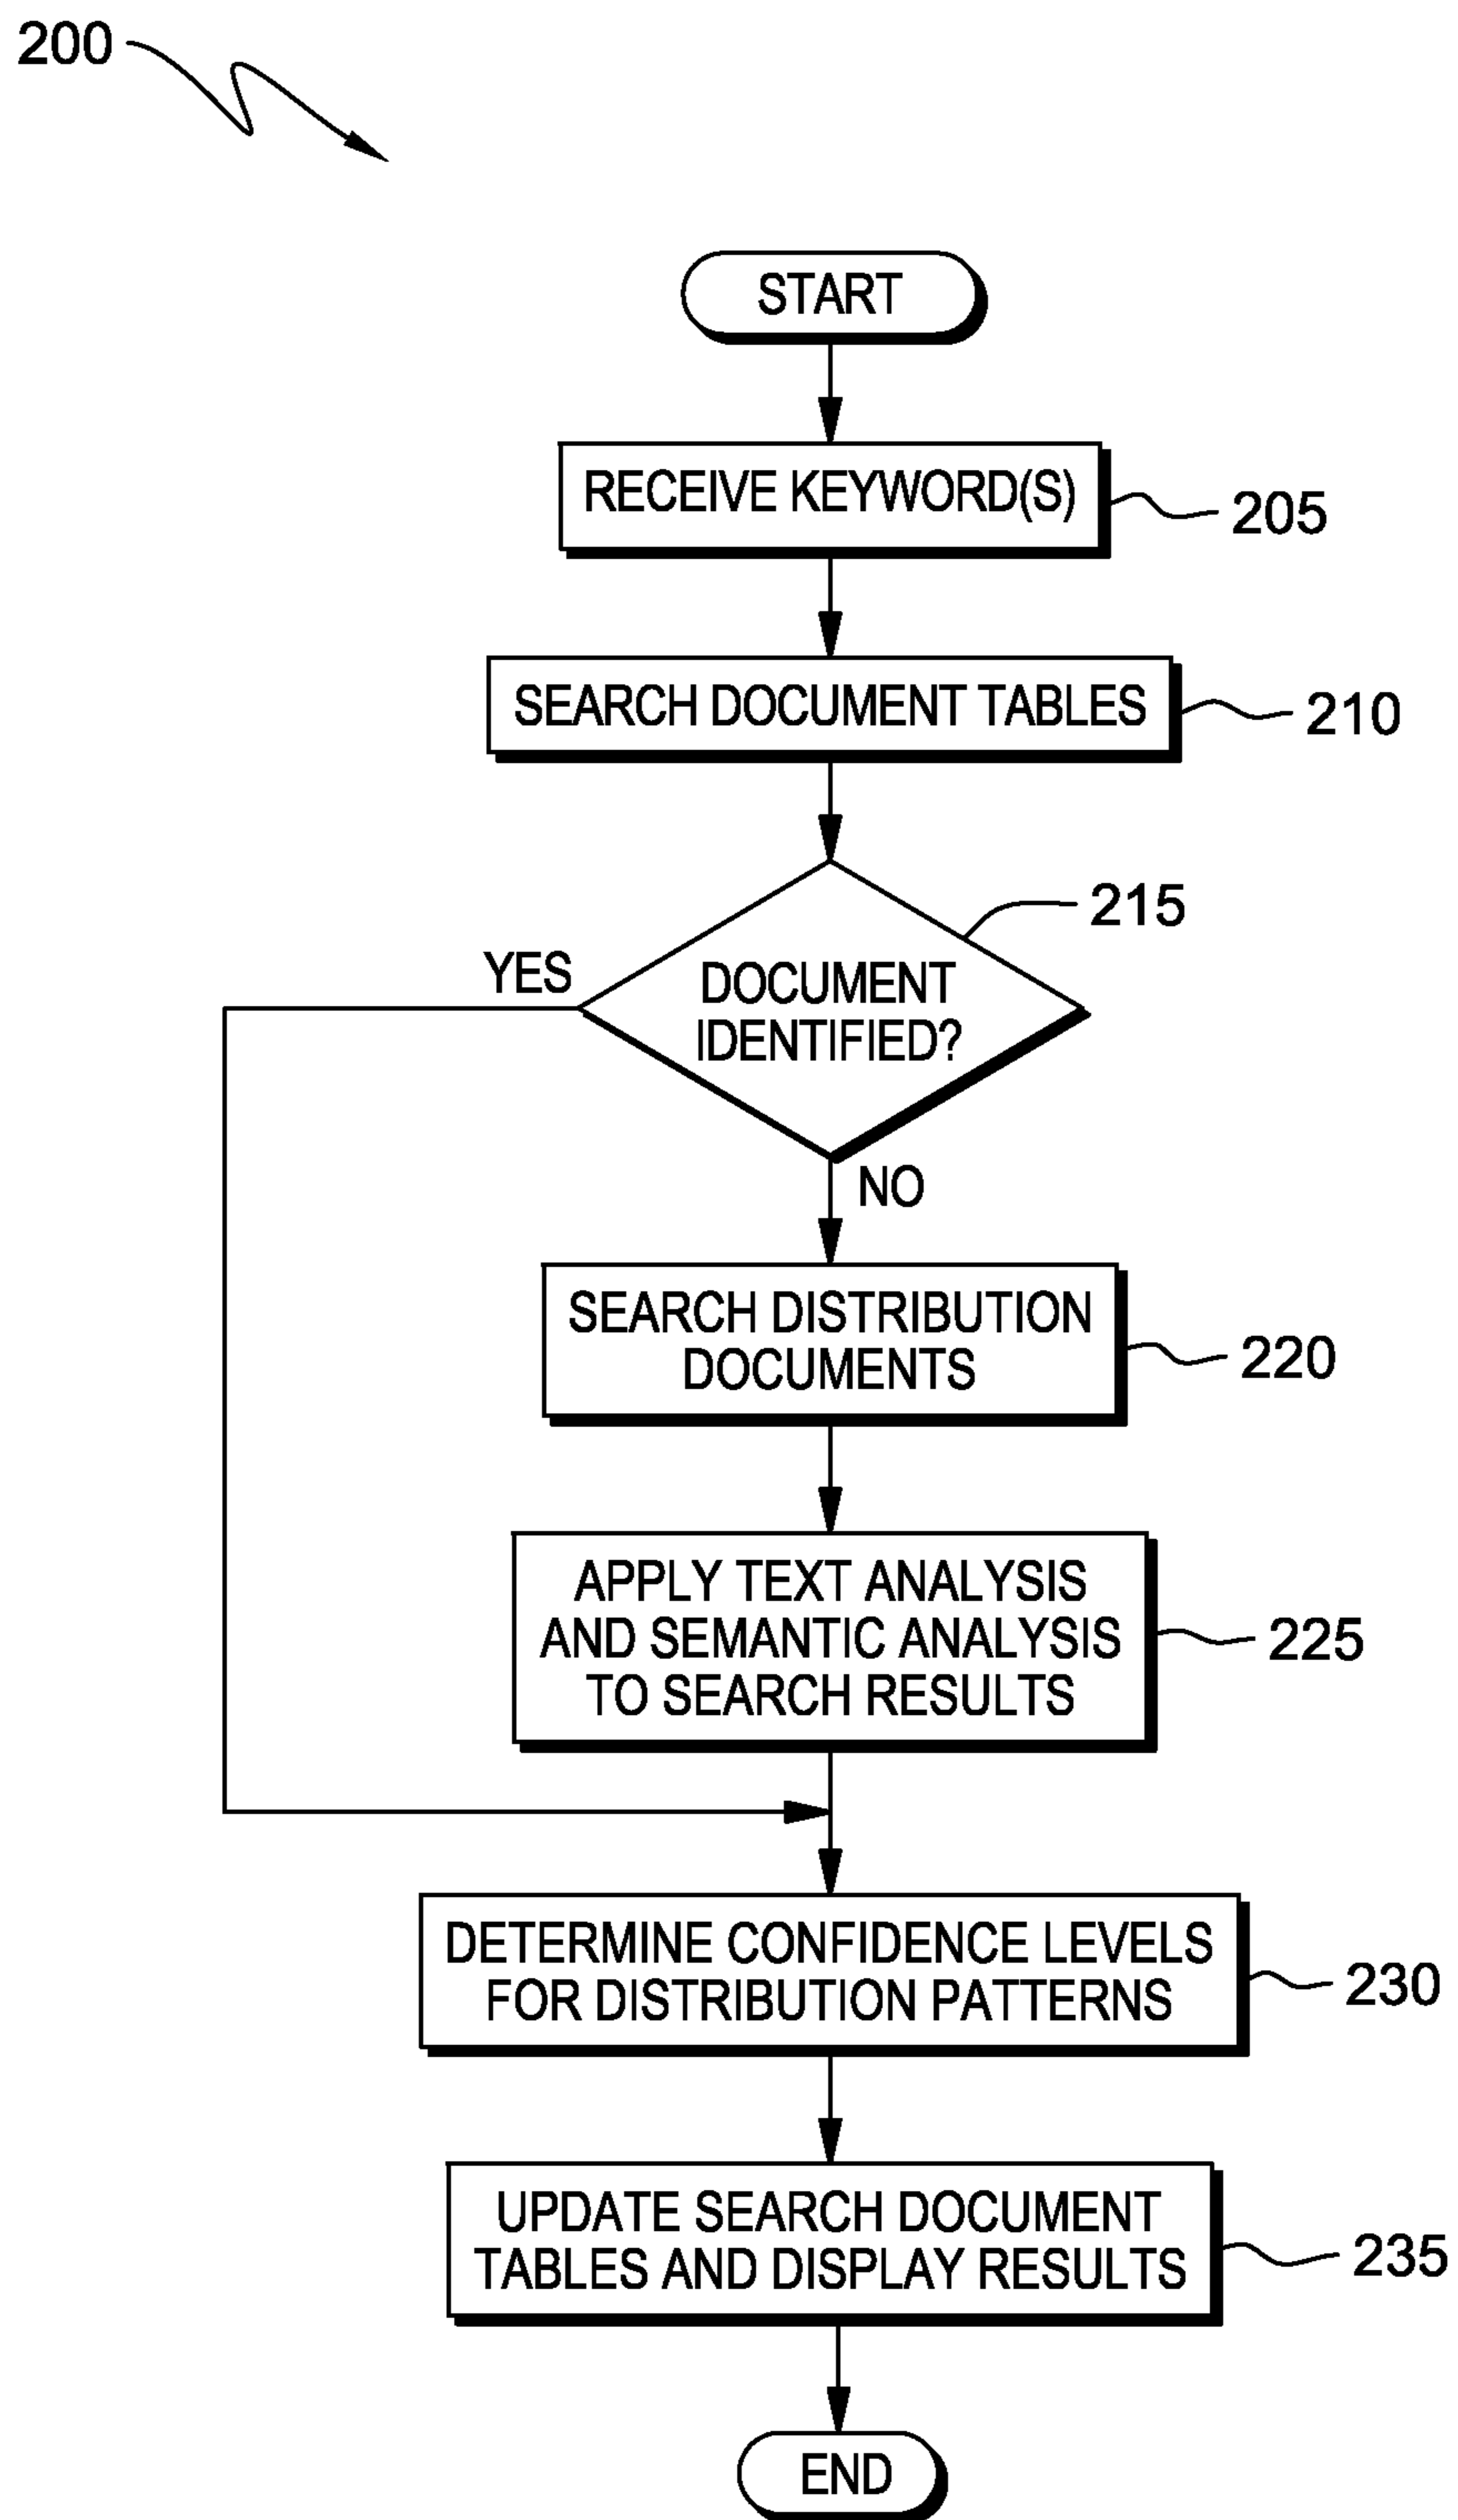 200
START
RECEIVE KEYWORD(S)
205
SEARCH DOCUMENT TABLES
210
215
YES
DOCUMENT
IDENTIFIED?
NO
SEARCH DISTRIBUTION
DOCUMENTS
220
APPLY TEXT ANALYSIS
AND SEMANTIC ANALYSIS
TO SEARCH RESULTS
225
DETERMINE CONFIDENCE LEVELS
FOR DISTRIBUTION PATTERNS
230
UPDATE SEARCH DOCUMENT
TABLES AND DISPLAY RESULTS
235
END